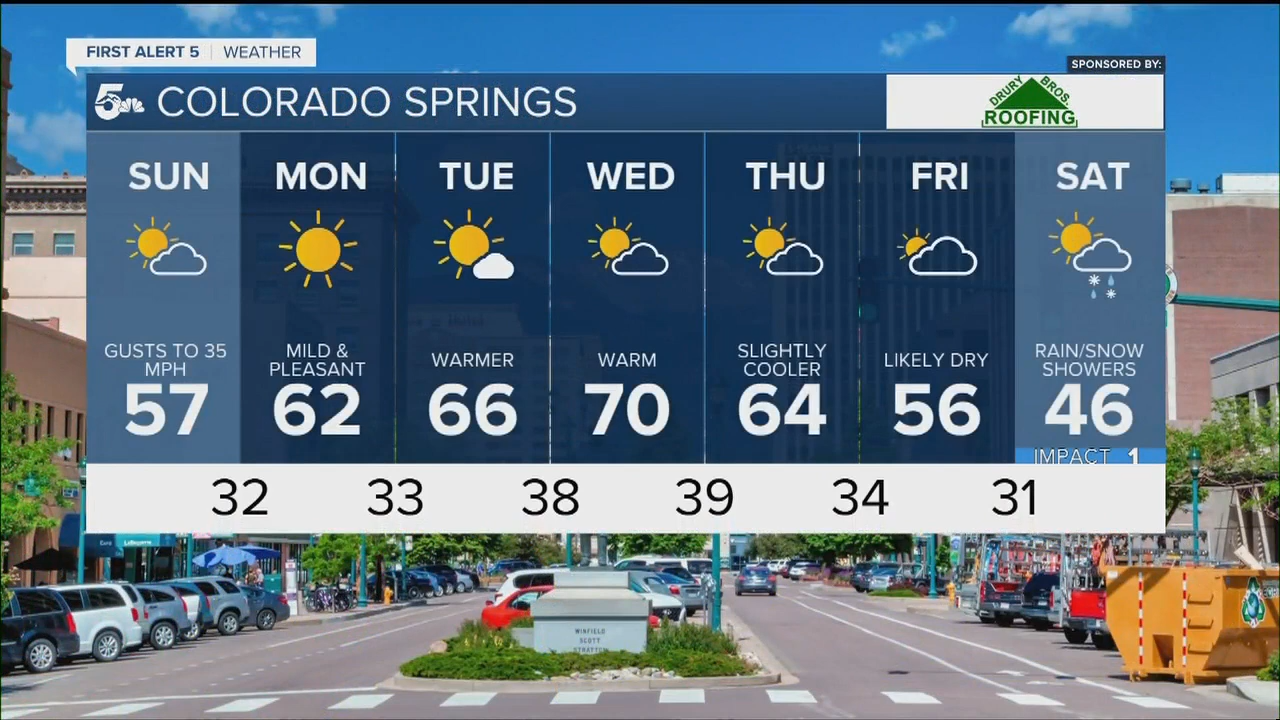 FIRST ALERT 5 | WEATHER
SPONSORED BY:
5 COLORADO SPRINGS
DRURY BROS.
ROOFING
SUN MON TUE WED THU FRI SAT
GUSTS TO 35
MPH
57
MILD &
PLEASANT
62
WARMER
66
WARM
70
SLIGHTLY
COOLER
64
LIKELY DRY
56
RAIN/SNOW
SHOWERS
46
IMPACT 1
32 33 38 39 34 31
WINFIELD
SCOTT
STRATTON